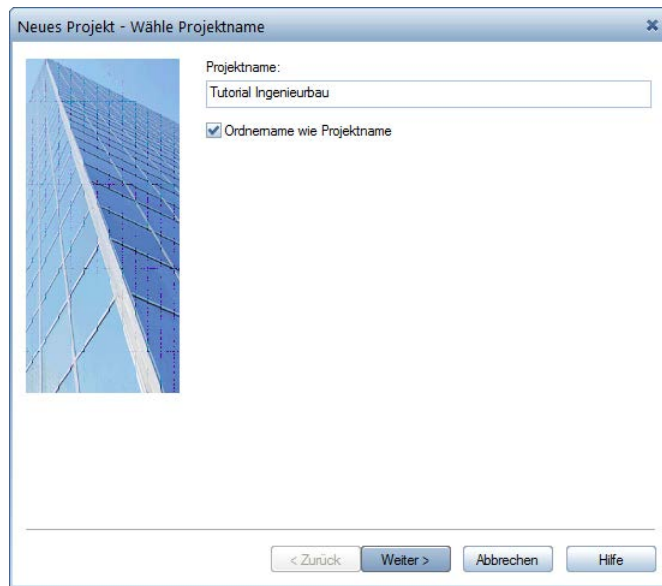 Neues Projekt - Wähle Projektname
Projektname:
Tutorial Ingenieurbau
Ordnername wie Projektname
< Zurück
Weiter >
Abbrechen
Hilfe